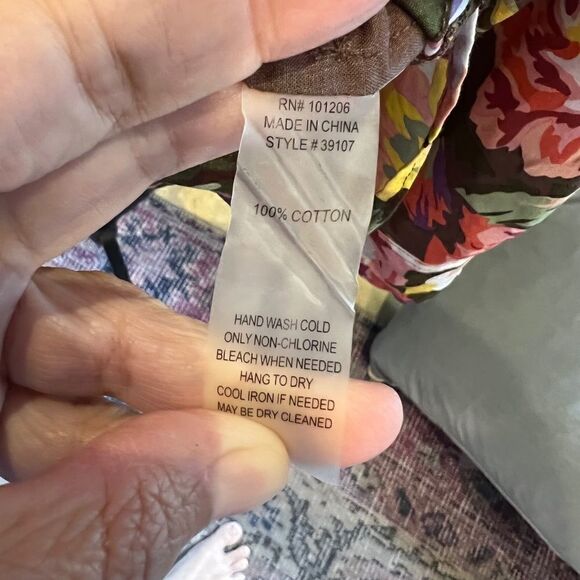 RN# 101206
MADE IN CHINA
STYLE # 39107
100% COTTON
HAND WASH COLD
ONLY NON-CHLORINE
BLEACH WHEN NEEDED
HANG TO DRY
COOL IRON IF NEEDED
MAY BE DRY CLEANED